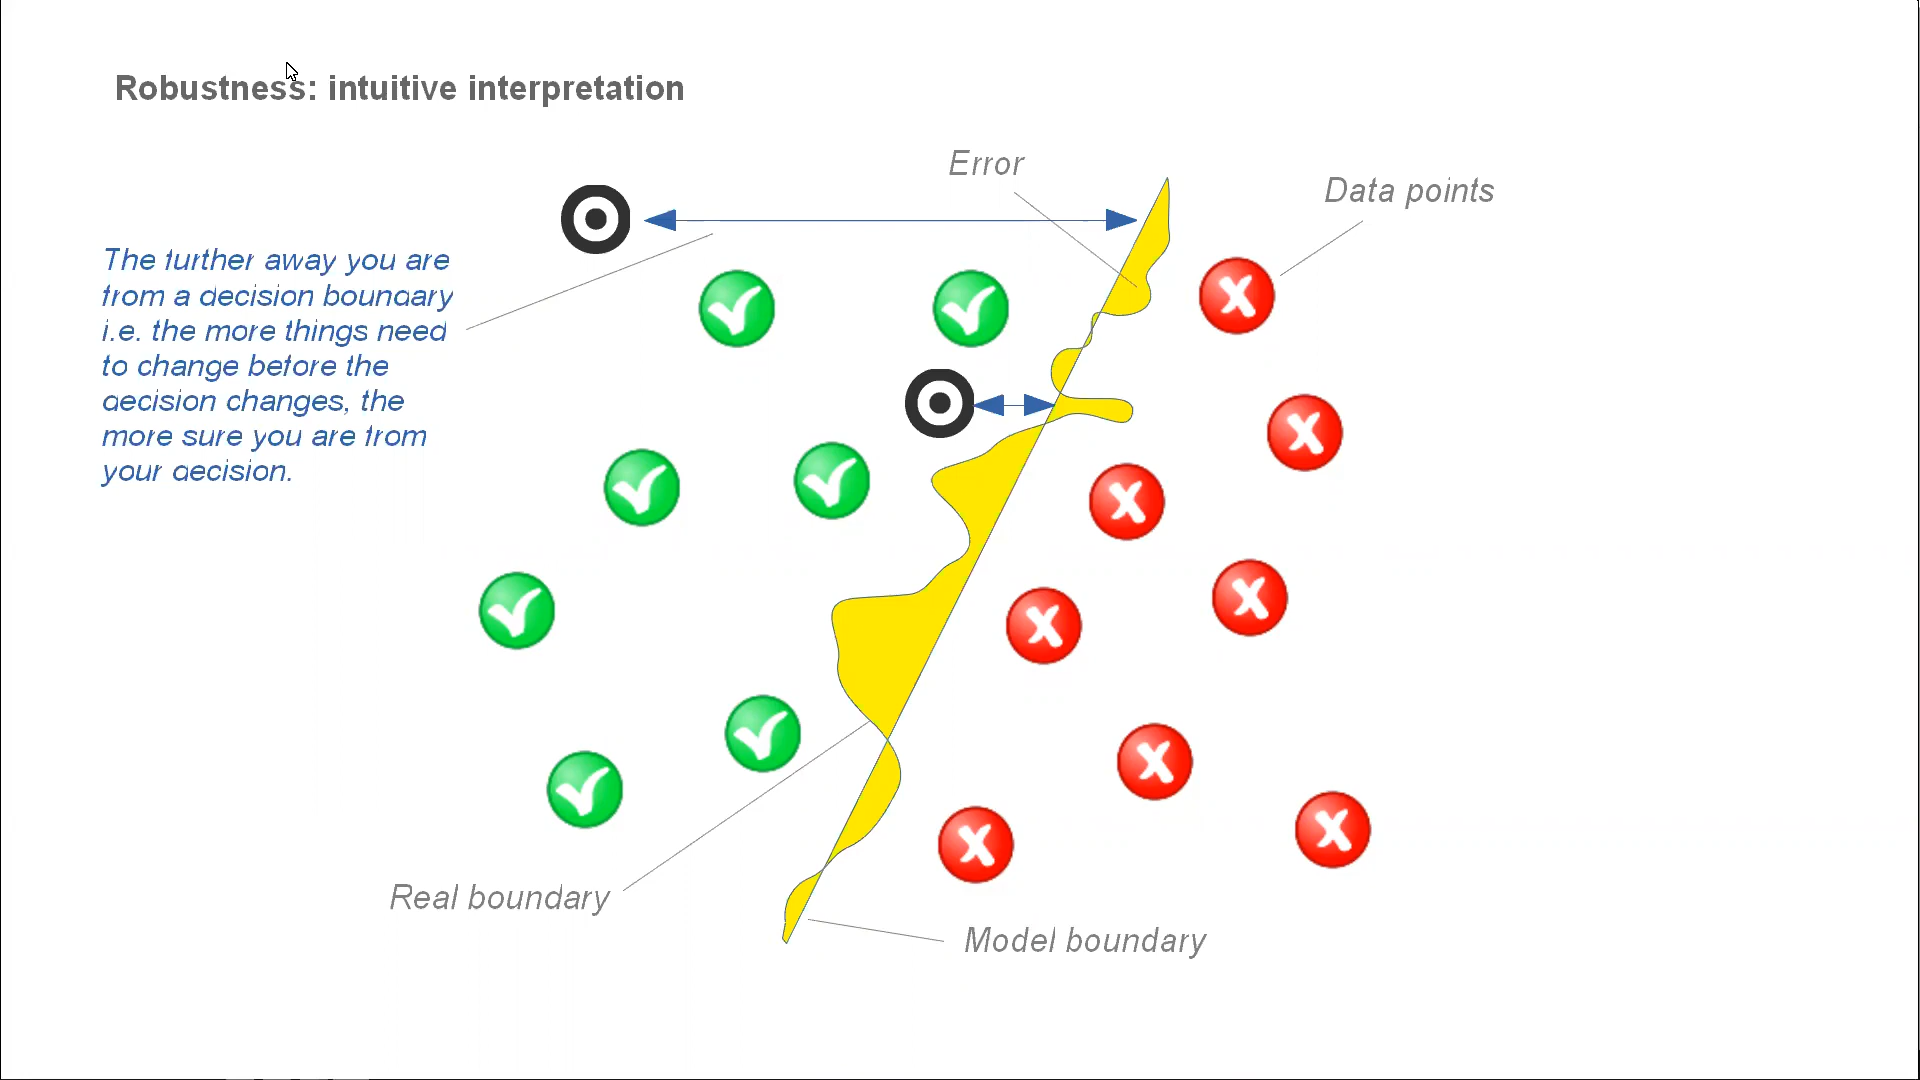 Robustness: intuitive interpretation
Error
Data points
The further away you are
from a decision boundary
i.e. the more things need
to change before the
decision changes, the
more sure you are from
your decision.
Real boundary
Model boundary